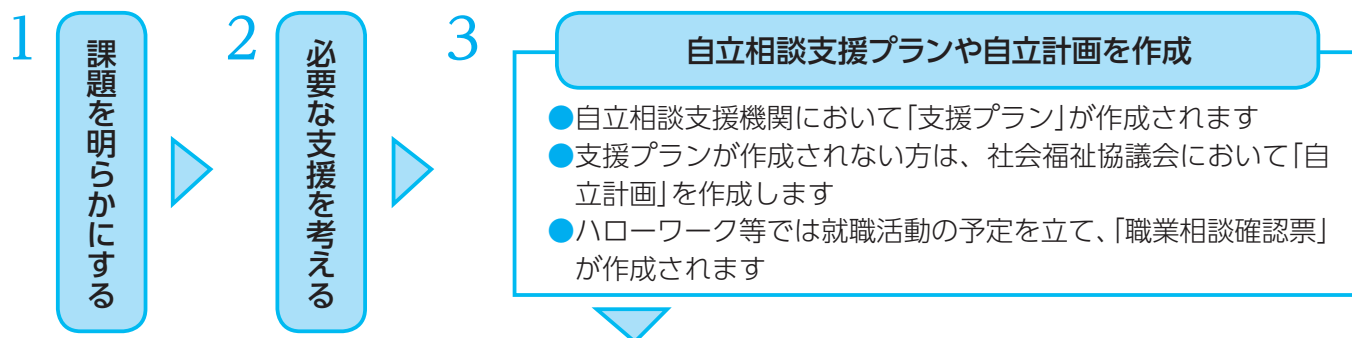 1
課題を明らかにする
2
必要な支援を考える
3
自立相談支援プランや自立計画を作成
●自立相談支援機関において「支援プラン」が作成されます
●支援プランが作成されない方は、社会福祉協議会において「自
立計画」を作成します
●ハローワーク等では就職活動の予定を立て、「職業相談確認票」
が作成されます